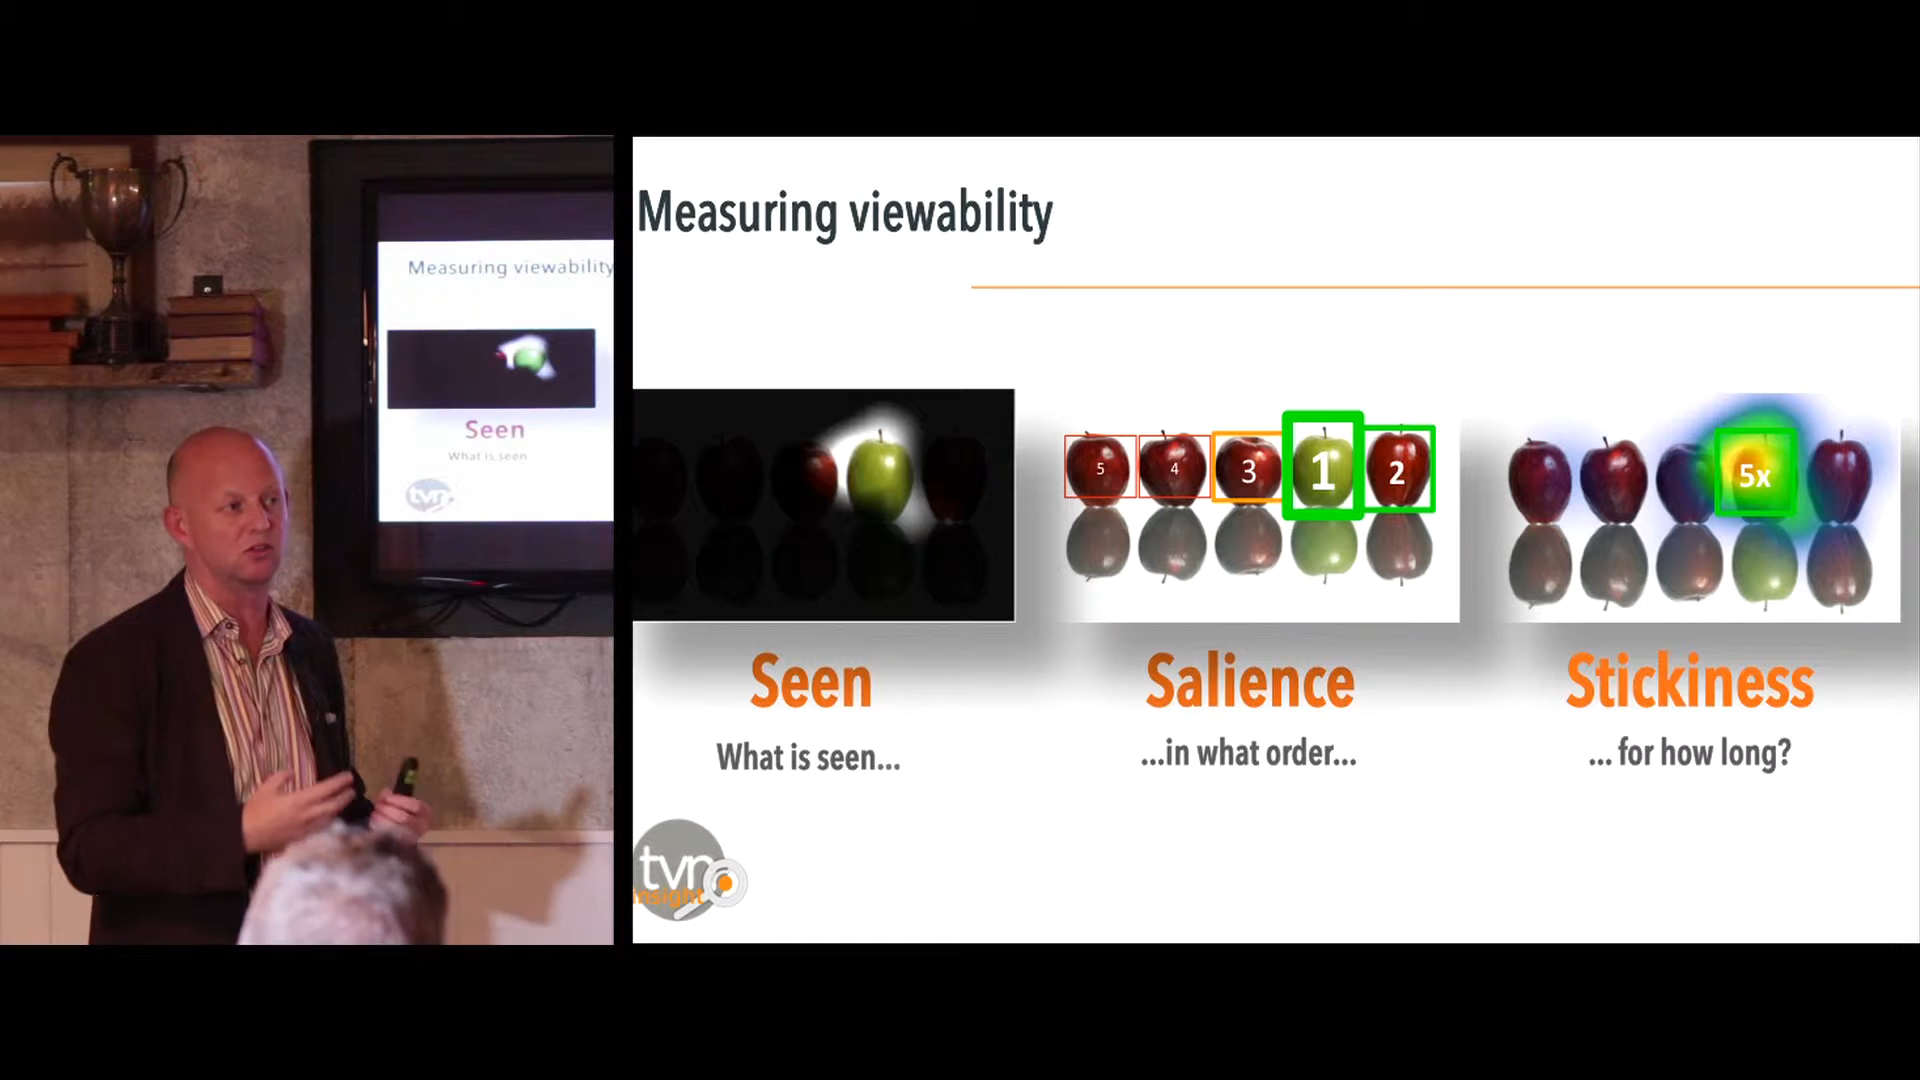 Measuring viewability
Seen
What is seen
tvn
Measuring viewability
5
4
3
1
2
5x
Seen
Salience
Stickiness
What is seen...
...in what order...
... for how long?
tvn
insight